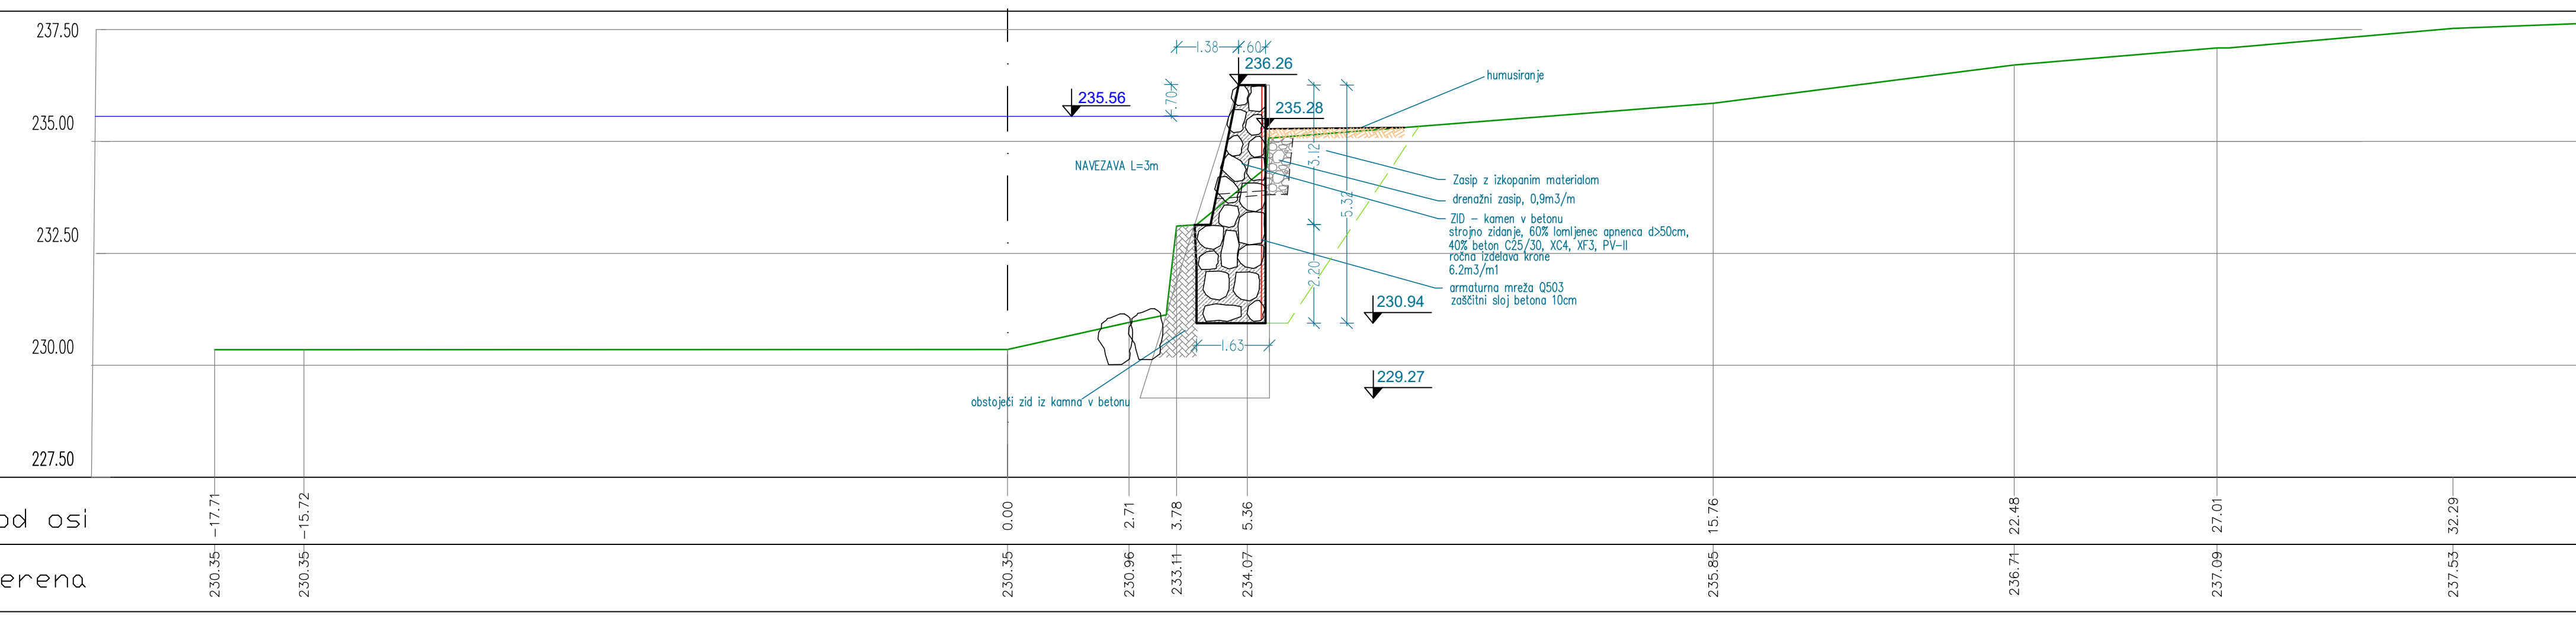 237.50
1.38
.60
236.26
humusiranje
235.56
.70
235.28
235.00
3.12
NAVEZAVA L=3m
Zasip z izkopanim materialom
drenažni zasip, 0,9m3/m
5.32
ZID - kamen v betonu
strojno zidanje, 60% lomljenec apnenca d>50cm,
232.50
40% beton C25/30, XC4, XF3, PV-II
ročna izdelava krone
6.2m3/m1
2.20
armaturna mreža Q503
zaščitni sloj betona 10cm
230.94
230.00
1.63
229.27
obstoječi zid iz kamna v betonu
227.50
od osi
-17.71
-15.72
0.00
2.71
3.78
5.36
15.76
22.48
27.01
32.29
erena
230.35
230.35
230.35
230.96
233.11
234.07
235.85
236.71
237.09
237.53